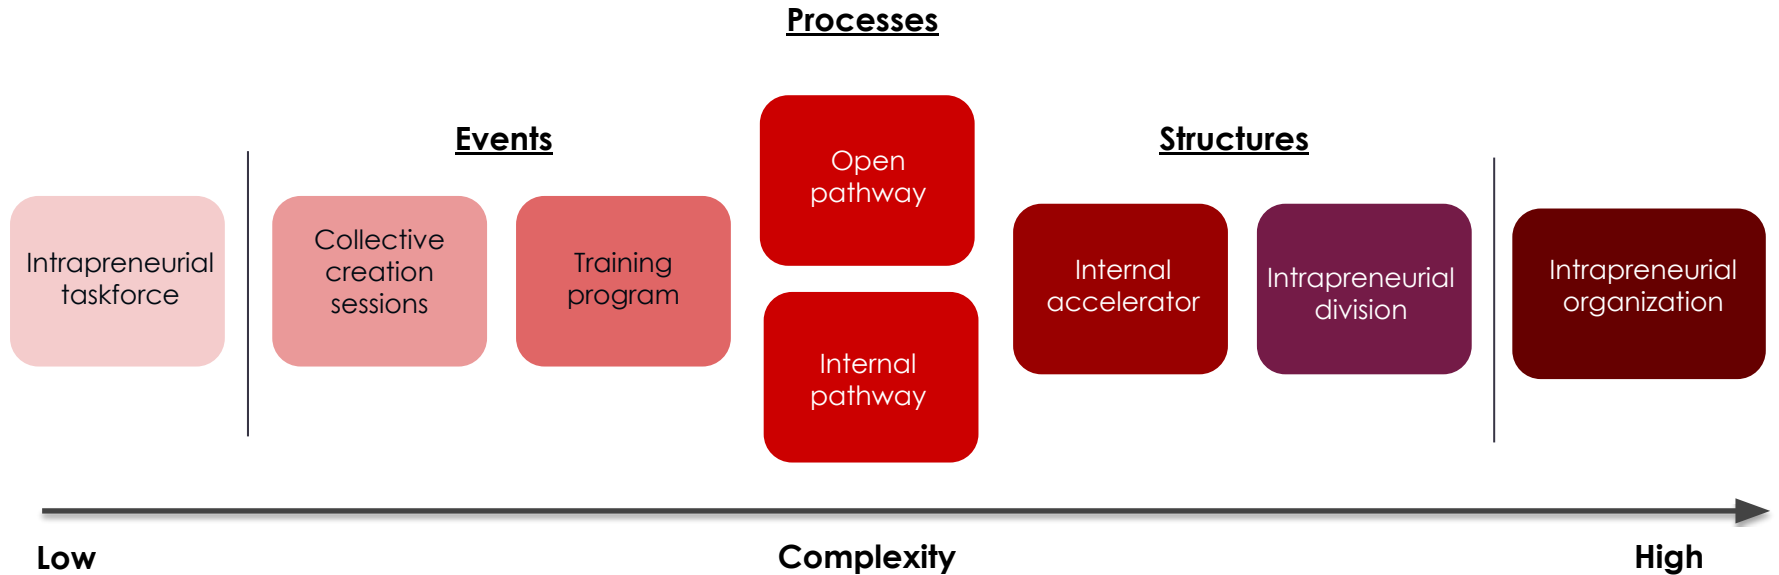 Processes
Events
Structures
Intrapreneurial
taskforce
Collective
creation
sessions
Training
program
Open
pathway
Internal
pathway
Internal
accelerator
Intrapreneurial
division
Intrapreneurial
organization
Low
Complexity
High